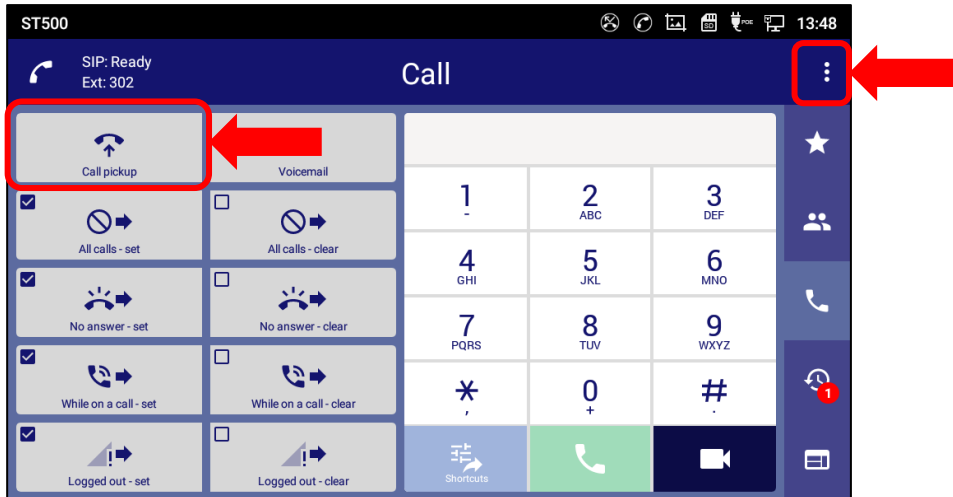 ST500
SD
POE
13:48
SIP: Ready
Ext: 302
Call
Call pickup
Voicemail
All calls - set
All calls - clear
No answer - set
No answer - clear
While on a call - set
While on a call - clear
Logged out - set
Logged out - clear
1
-
2
ABC
3
DEF
4
GHI
5
JKL
6
MNO
7
PQRS
8
TUV
9
WXYZ
*
,
0
+
#
.
Shortcuts
1